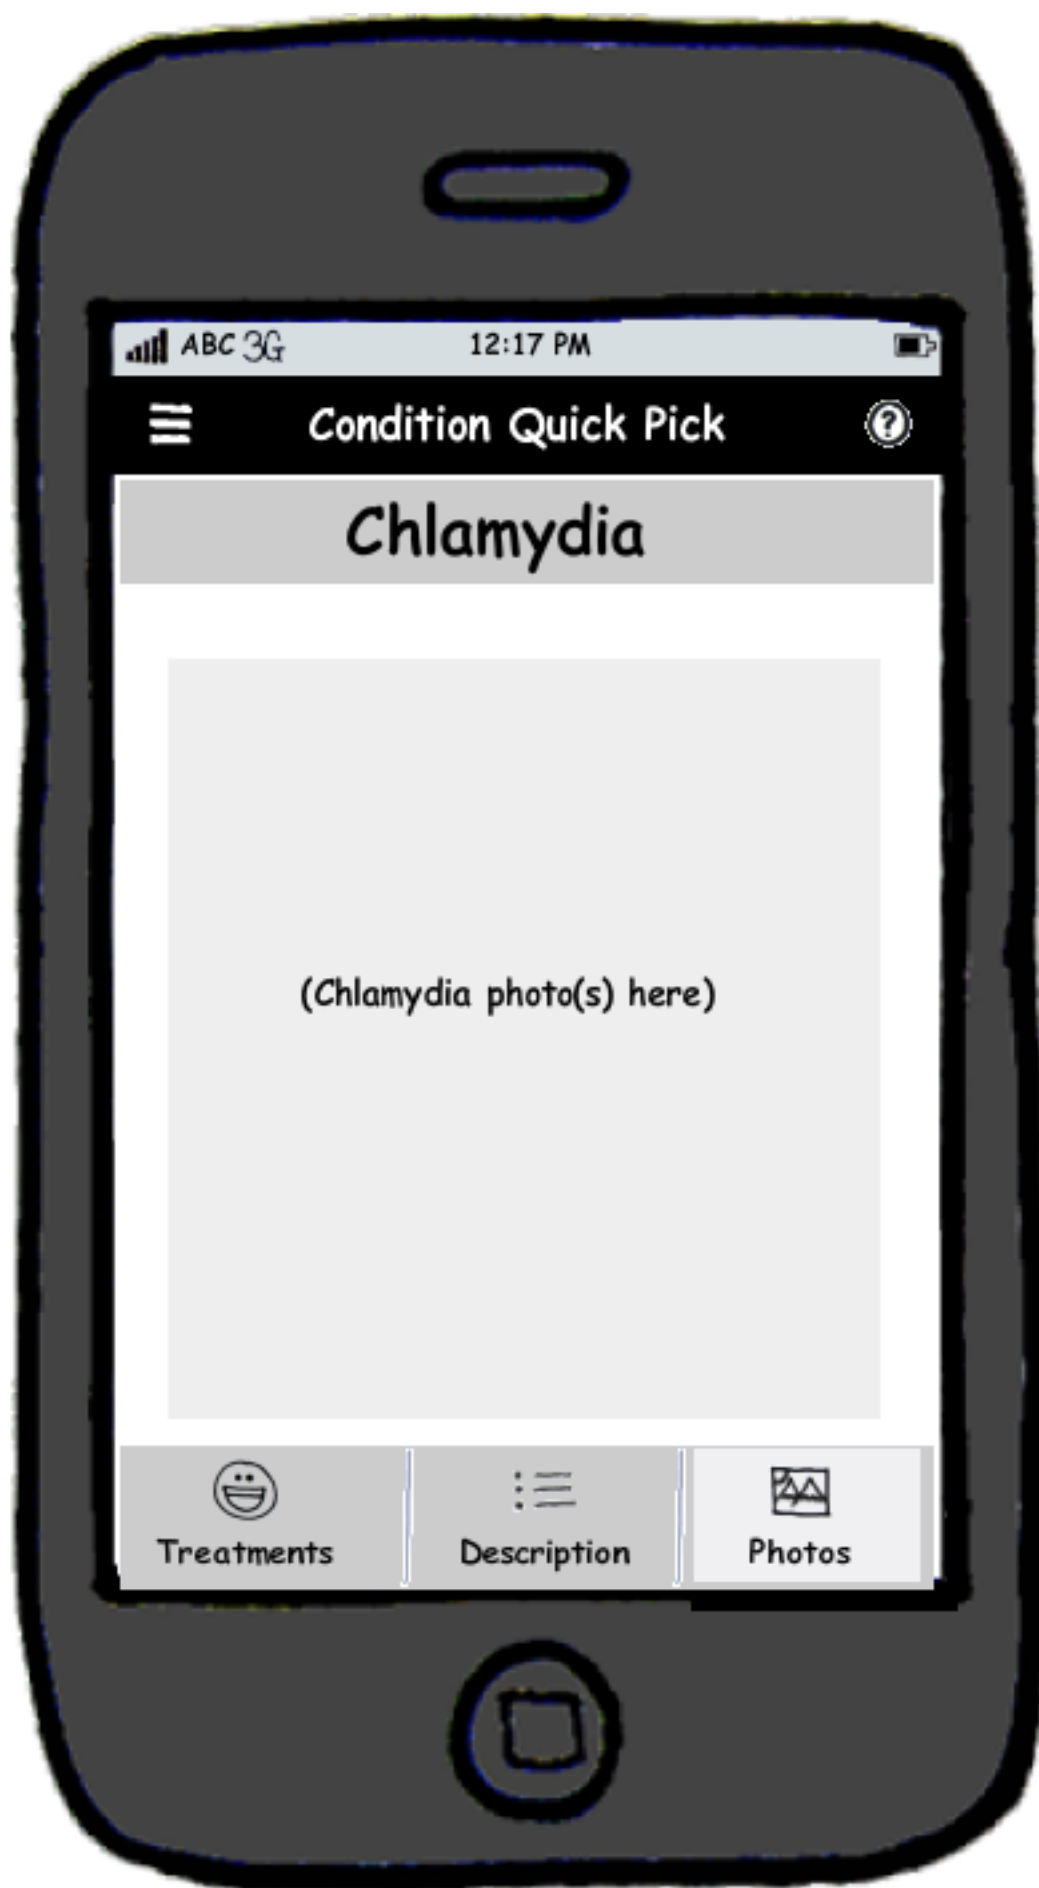 ABC 3G 12:17 PM
Condition Quick Pick ?
Chlamydia
(Chlamydia photo(s) here)
Treatments Description Photos